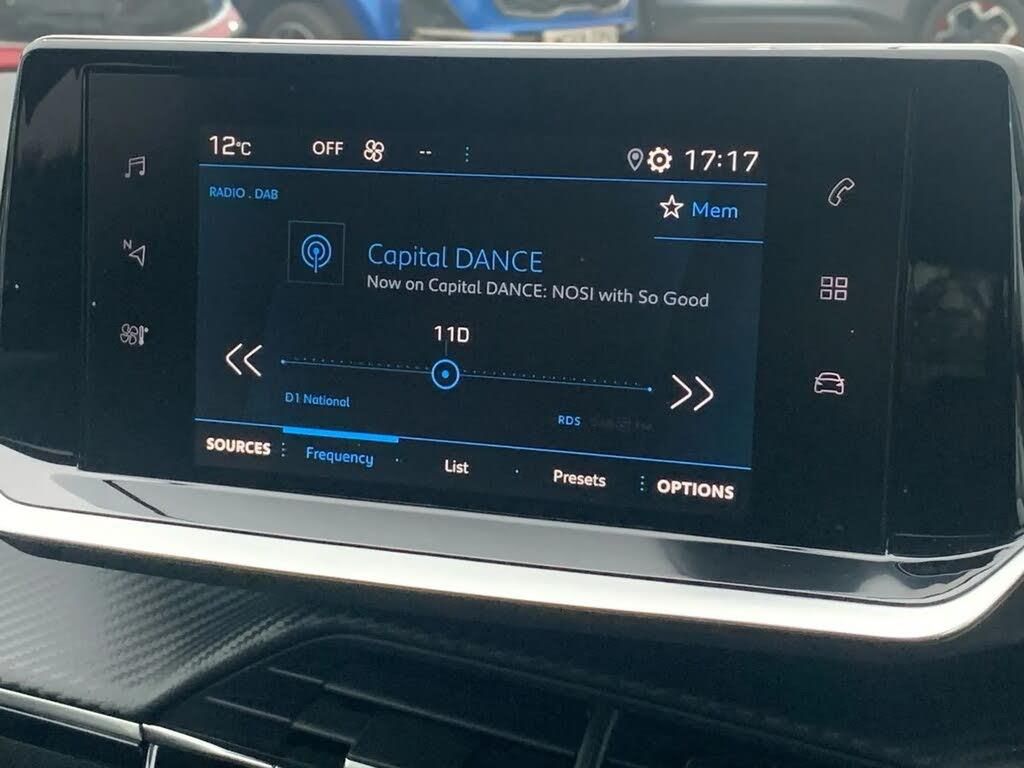 12°C OFF -- 17:17
RADIO . DAB
Mem
Capital DANCE
Now on Capital DANCE: NOSI with So Good
N
11D
D1 National
RDS
SOURCES
Frequency
List
Presets
OPTIONS